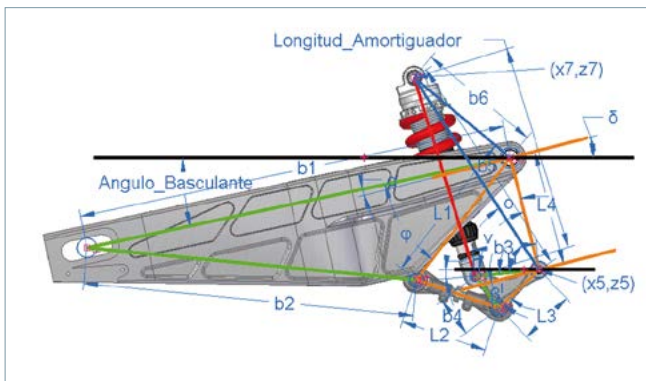 Longitud_Amortiguador
(x7,z7)
b6
δ
b1
Angulo_Basculante
L1
L4
φ
b3
b2
(x5,z5)
b4
L3
L2